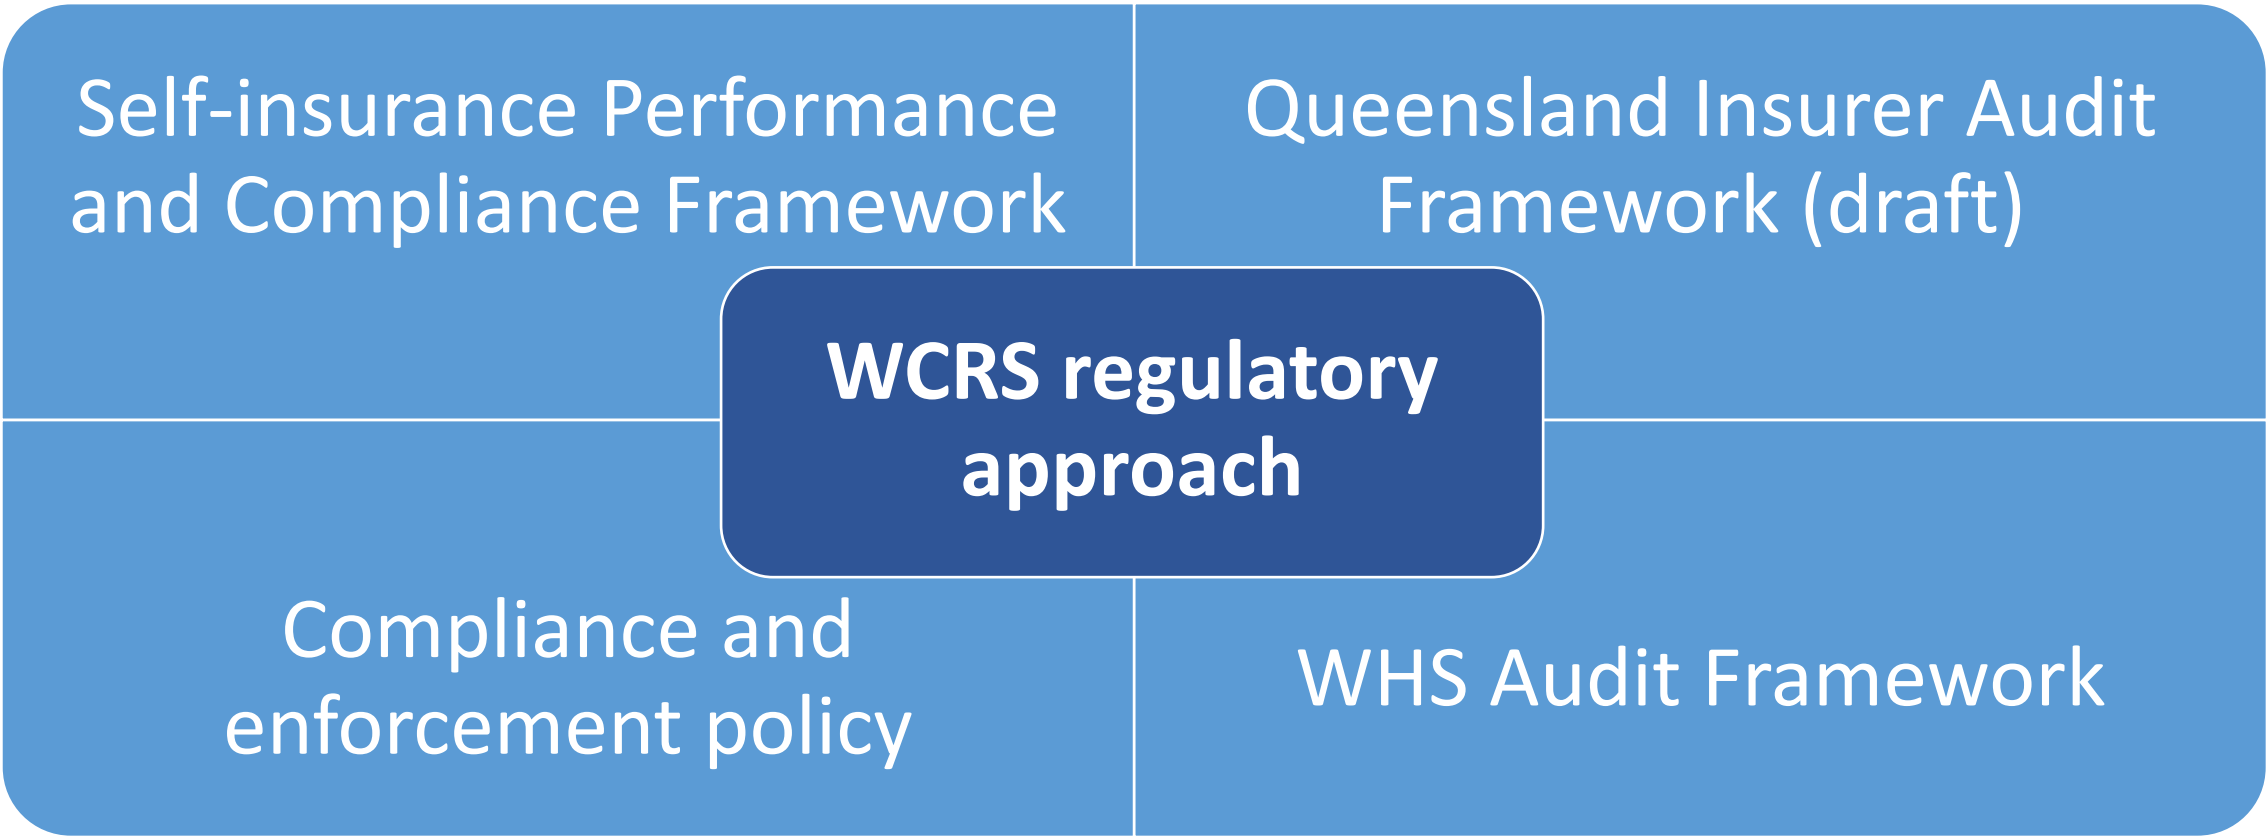 Self-insurance Performance
and Compliance Framework
Queensland Insurer Audit
Framework (draft)
WCRS regulatory
approach
Compliance and
enforcement policy
WHS Audit Framework